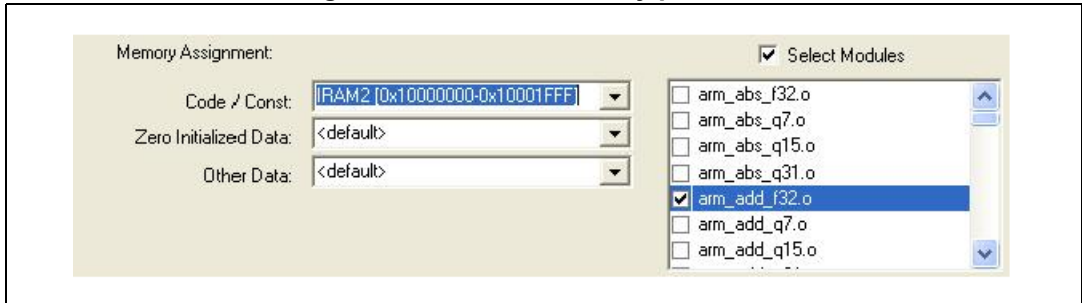 Memory Assignment:
Select Modules
Code / Const:
IRAM2 [0x10000000-0x10001FFF]
Zero Initialized Data:
<default>
Other Data:
<default>
arm_abs_f32.o
arm_abs_q7.o
arm_abs_q15.o
arm_abs_q31.o
arm_add_f32.o
arm_add_q7.o
arm_add_q15.o